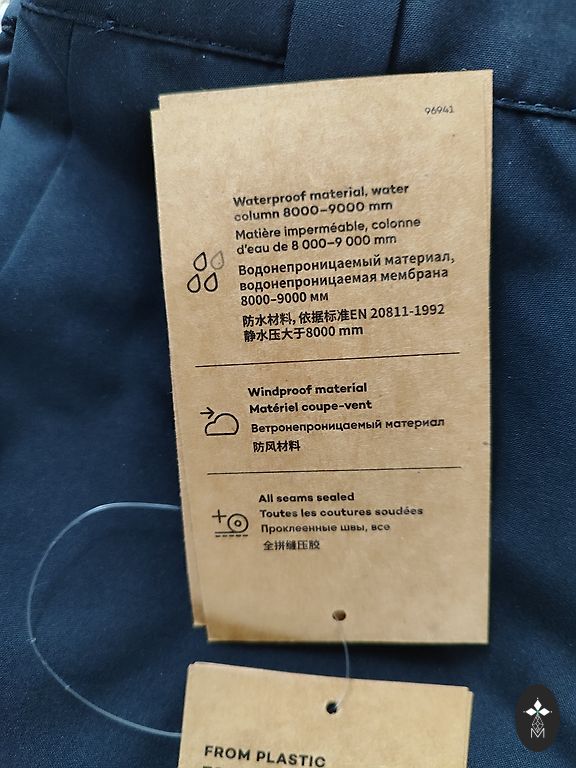 96941
Waterproof material, water
column 8000–9000 mm
Matière imperméable, colonne
d'eau de 8 000–9 000 mm
Водонепроницаемый материал,
водонепроницаемая мембрана
8000–9000 мм
防水材料, 依据标准EN 20811-1992
静水压大于8000 mm
Windproof material
Matériel coupe-vent
Ветронепроницаемый материал
防风材料
All seams sealed
Toutes les coutures soudées
Проклеенные швы, все
全拼缝压胶
FROM PLASTIC